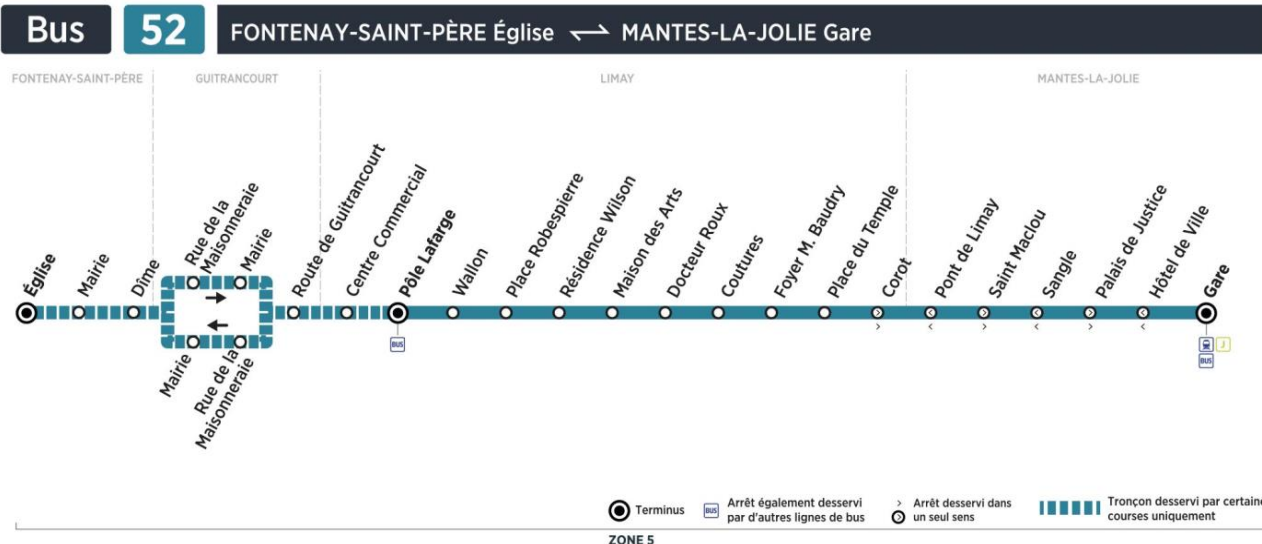 Bus 52 FONTENAY-SAINT-PÈRE Église ⇌ MANTES-LA-JOLIE Gare
FONTENAY-SAINT-PÈRE
GUITRANCOURT
LIMAY
MANTES-LA-JOLIE
Église
Mairie
Dîme
Rue de la
Maisonneraie
Mairie
Mairie
Rue de la
Maisonneraie
Route de Guitrancourt
Centre Commercial
Pôle Lafarge
BUS
Wallon
Place Robespierre
Résidence Wilson
Maison des Arts
Docteur Roux
Coutures
Foyer M. Baudry
Place du Temple
Corot
Pont de Limay
Saint Maclou
Sangle
Palais de Justice
Hôtel de Ville
Gare
J
BUS
Terminus
BUS
Arrêt également desservi
par d'autres lignes de bus
Arrêt desservi dans
un seul sens
Tronçon desservi par certaine
courses uniquement
ZONE 5